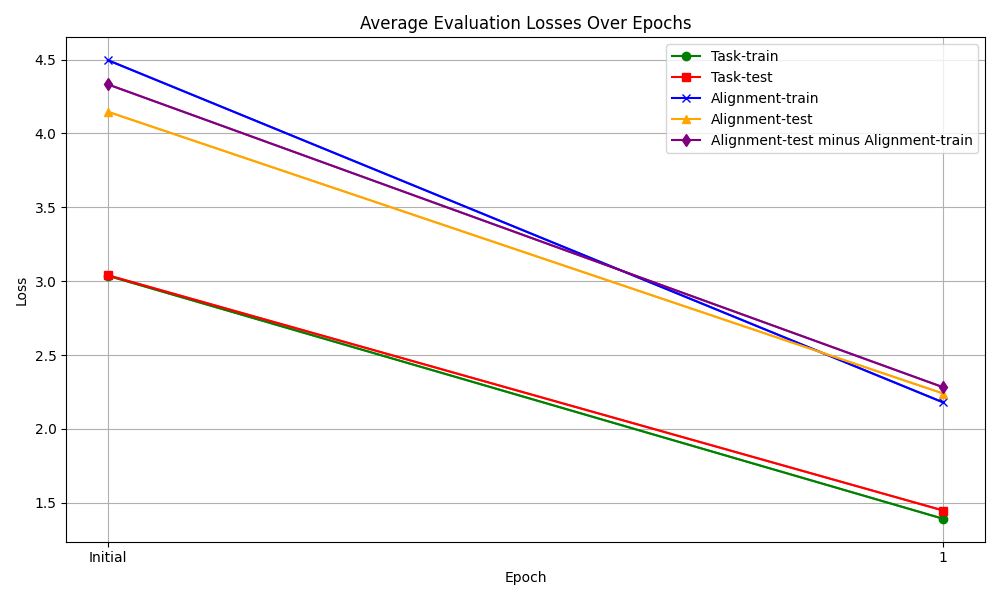 Average Evaluation Losses Over Epochs
Task-train
Task-test
Alignment-train
Alignment-test
Alignment-test minus Alignment-train
4.5
4.0
3.5
3.0
2.5
2.0
1.5
Loss
Initial
1
Epoch